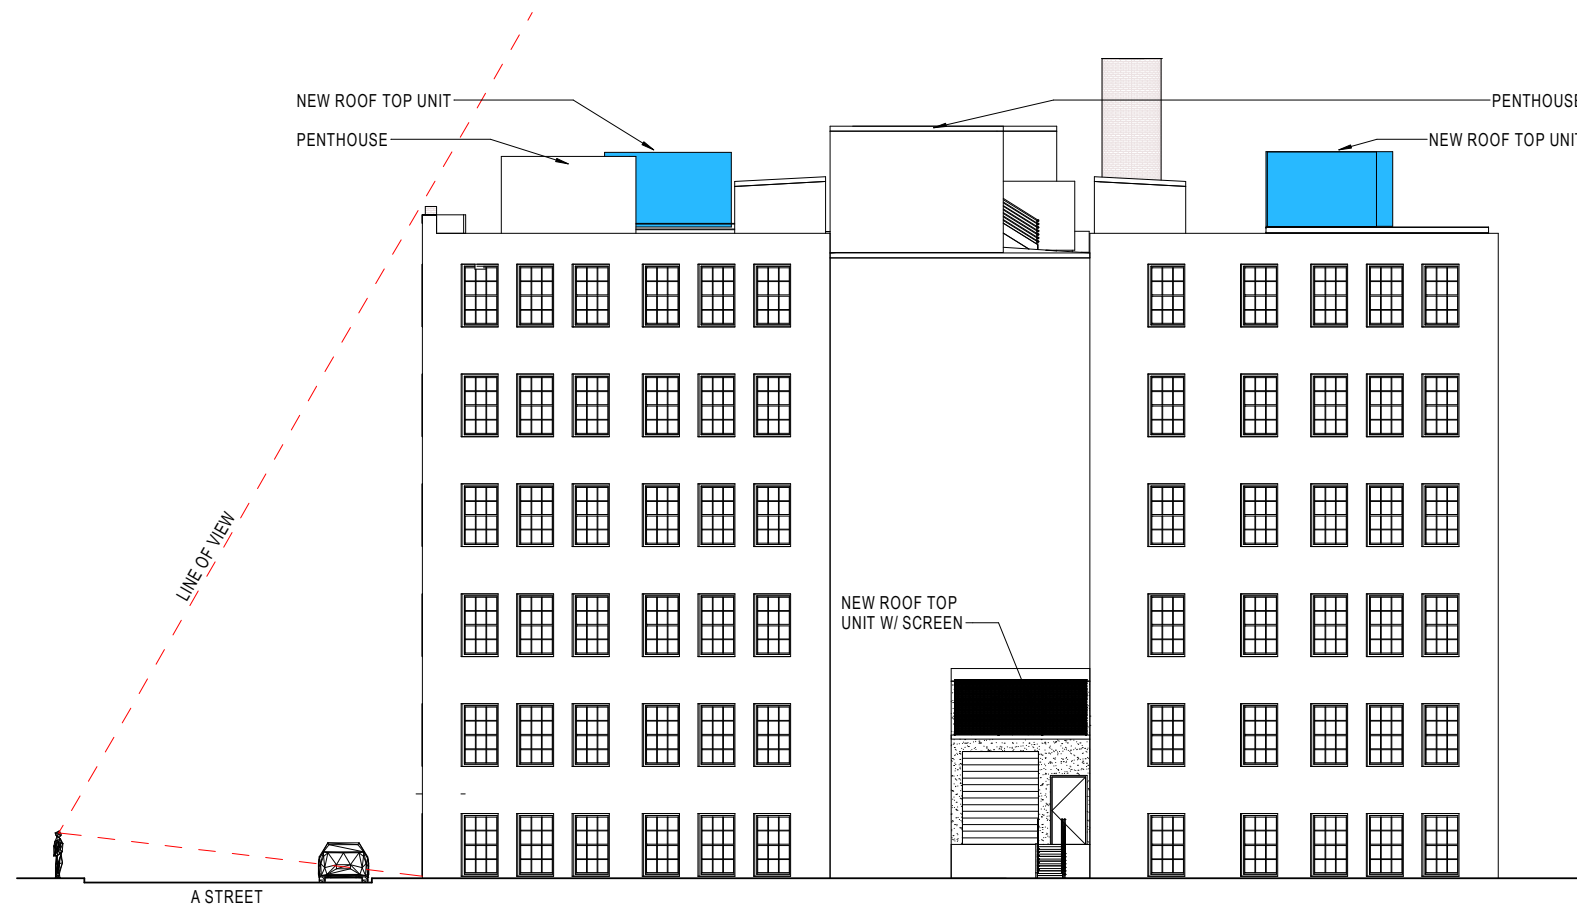 NEW ROOF TOP UNIT
PENTHOUSE
PENTHOUSE
NEW ROOF TOP UNIT
LINE OF VIEW
NEW ROOF TOP
UNIT W/ SCREEN
A STREET